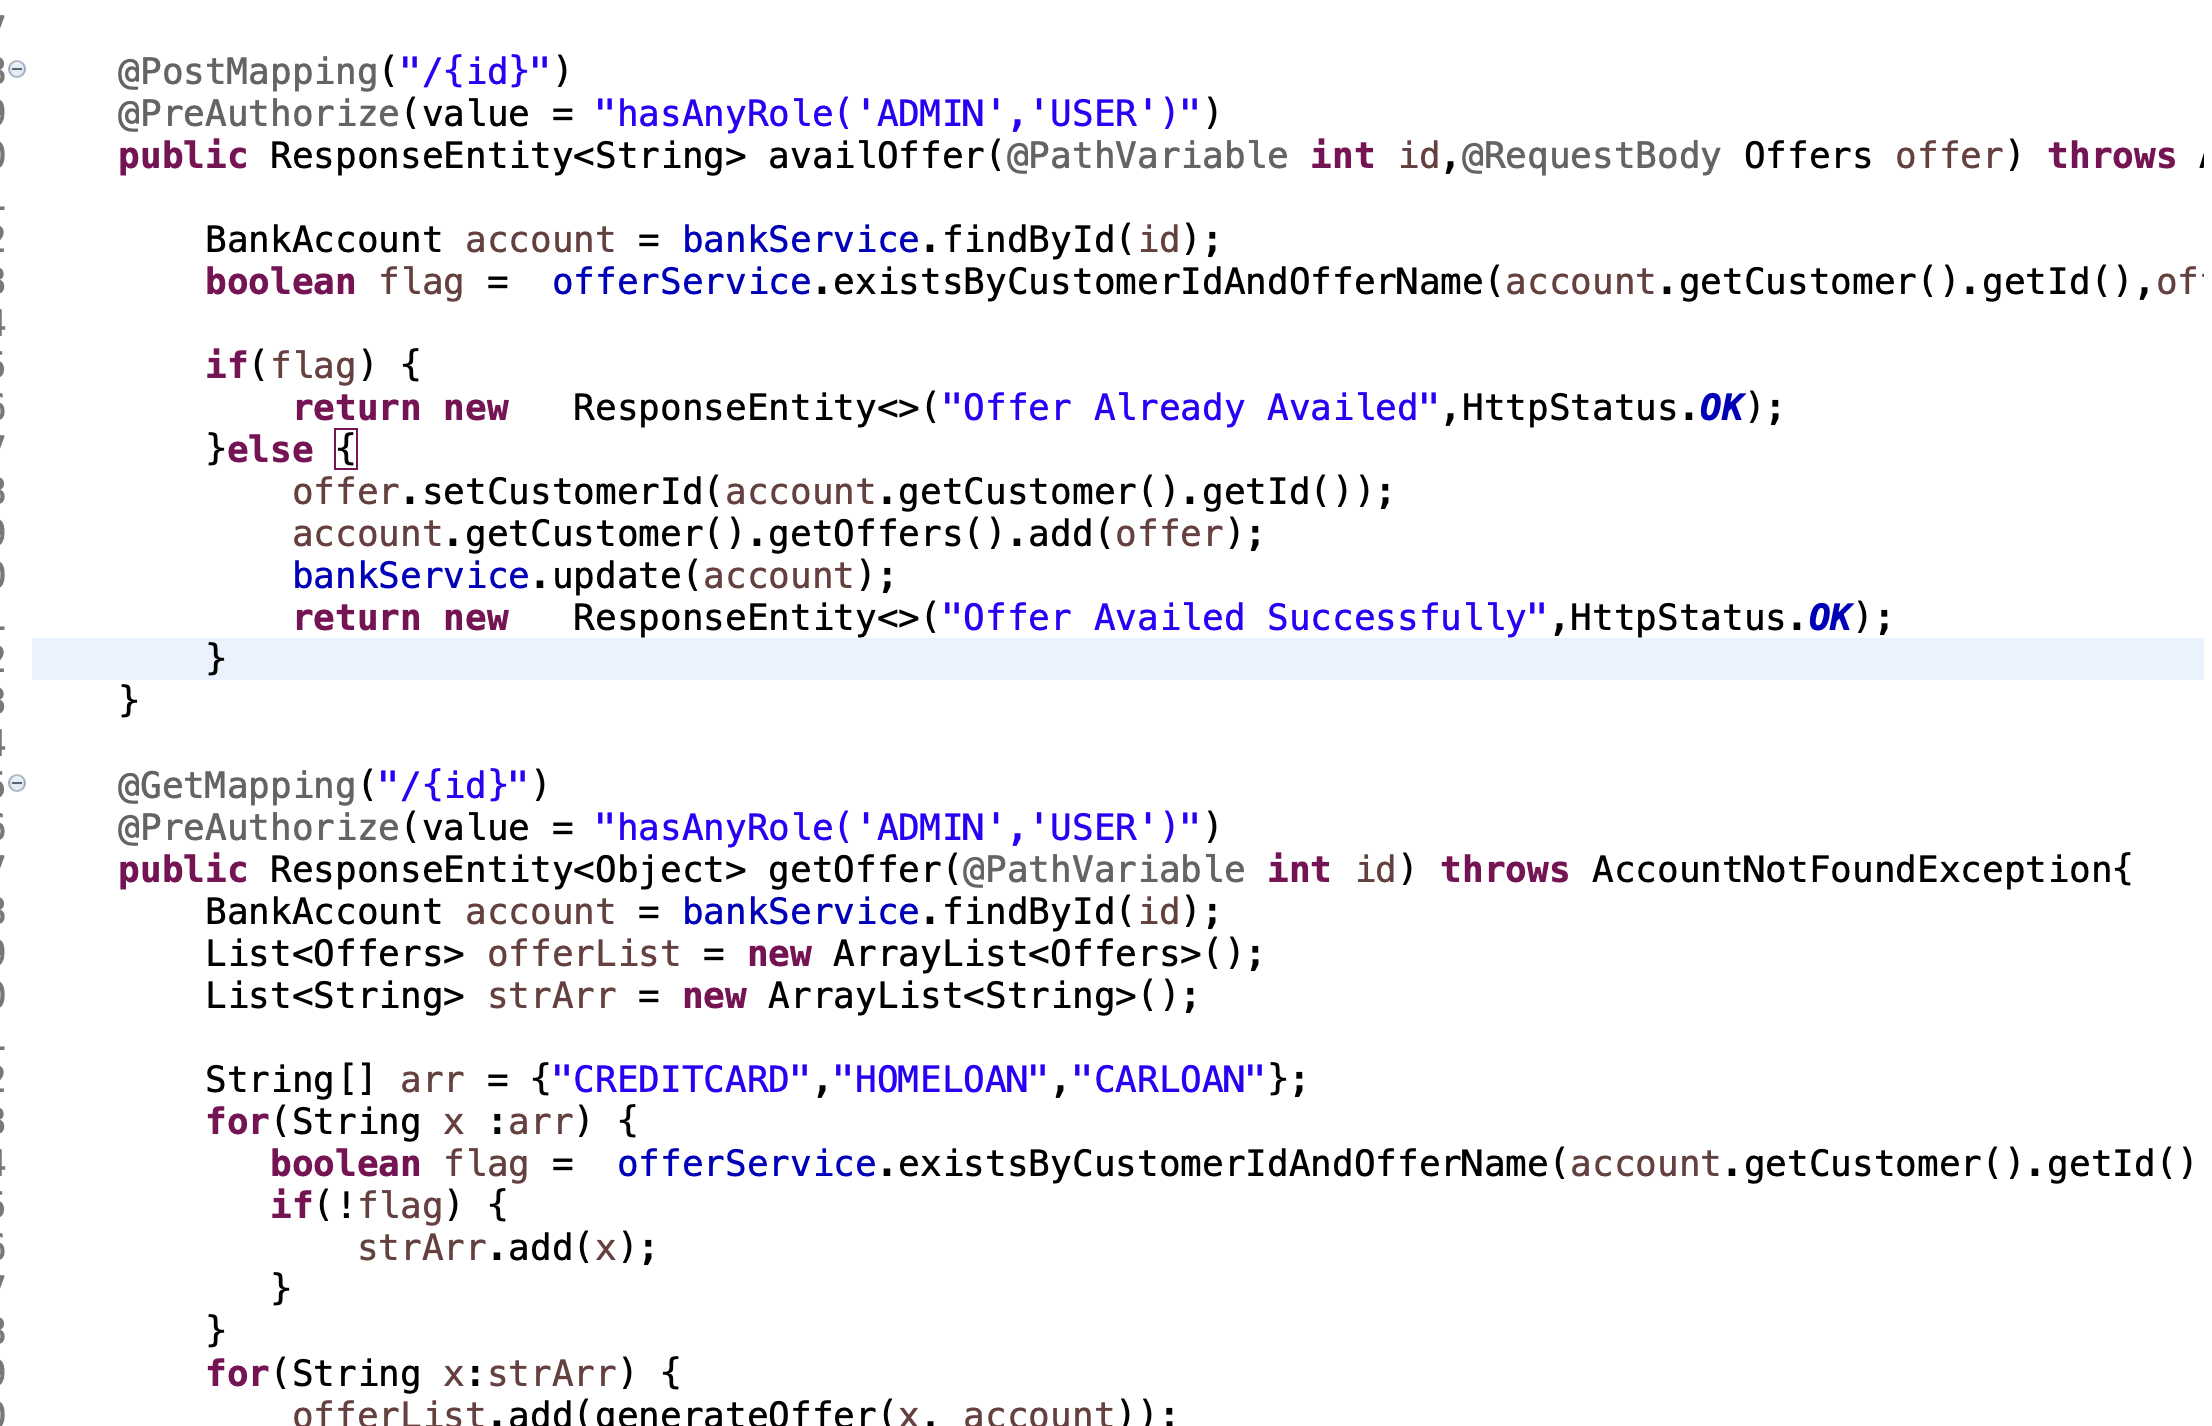 @PostMapping("/{id}")
@PreAuthorize(value = "hasAnyRole('ADMIN','USER')")
public ResponseEntity<String> availOffer(@PathVariable int id,@RequestBody Offers offer) throws
BankAccount account = bankService.findById(id);
boolean flag =  offerService.existsByCustomerIdAndOfferName(account.getCustomer().getId(),of
if(flag) {
return new   ResponseEntity<>("Offer Already Availed",HttpStatus.OK);
}else {
offer.setCustomerId(account.getCustomer().getId());
account.getCustomer().getOffers().add(offer);
bankService.update(account);
return new   ResponseEntity<>("Offer Availed Successfully",HttpStatus.OK);
}
}
@GetMapping("/{id}")
@PreAuthorize(value = "hasAnyRole('ADMIN','USER')")
public ResponseEntity<Object> getOffer(@PathVariable int id) throws AccountNotFoundException{
BankAccount account = bankService.findById(id);
List<Offers> offerList = new ArrayList<Offers>();
List<String> strArr = new ArrayList<String>();
String[] arr = {"CREDITCARD","HOMELOAN","CARLOAN"};
for(String x :arr) {
boolean flag =  offerService.existsByCustomerIdAndOfferName(account.getCustomer().getId()
if(!flag) {
strArr.add(x);
}
}
for(String x:strArr) {
offerList.add(generateOffer(x, account));